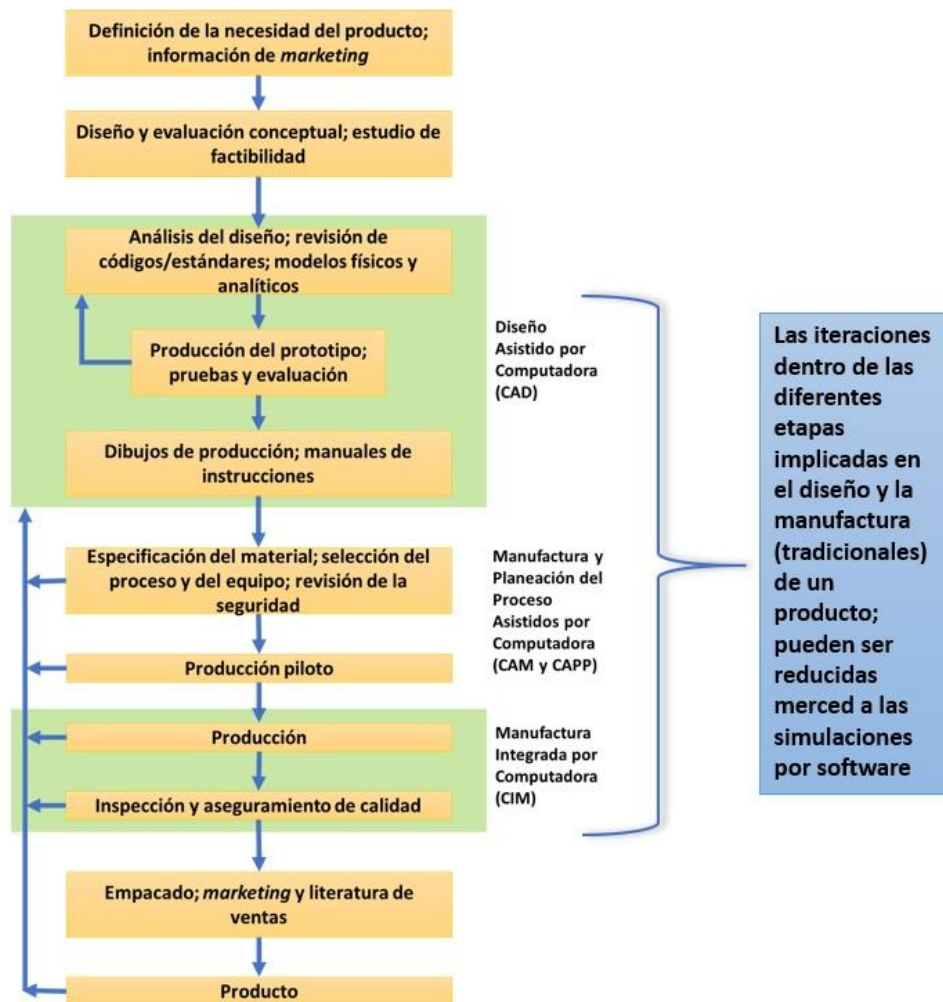 Definición de la necesidad del producto;
información de marketing
Diseño y evaluación conceptual; estudio de
factibilidad
Análisis del diseño; revisión de
códigos/estándares; modelos físicos y
analíticos
Producción del prototipo;
pruebas y evaluación
Dibujos de producción; manuales de
instrucciones
Diseño
Asistido por
Computadora
(CAD)
Especificación del material; selección del
proceso y del equipo; revisión de la
seguridad
Producción piloto
Manufactura y
Planeación del
Proceso
Asistidos por
Computadora
(CAM y CAPP)
Producción
Inspección y aseguramiento de calidad
Manufactura
Integrada por
Computadora
(CIM)
Empacado; marketing y literatura de
ventas
Producto
Las iteraciones
dentro de las
diferentes
etapas
implicadas en
el diseño y la
manufactura
(tradicionales)
de un
producto;
pueden ser
reducidas
merced a las
simulaciones
por software